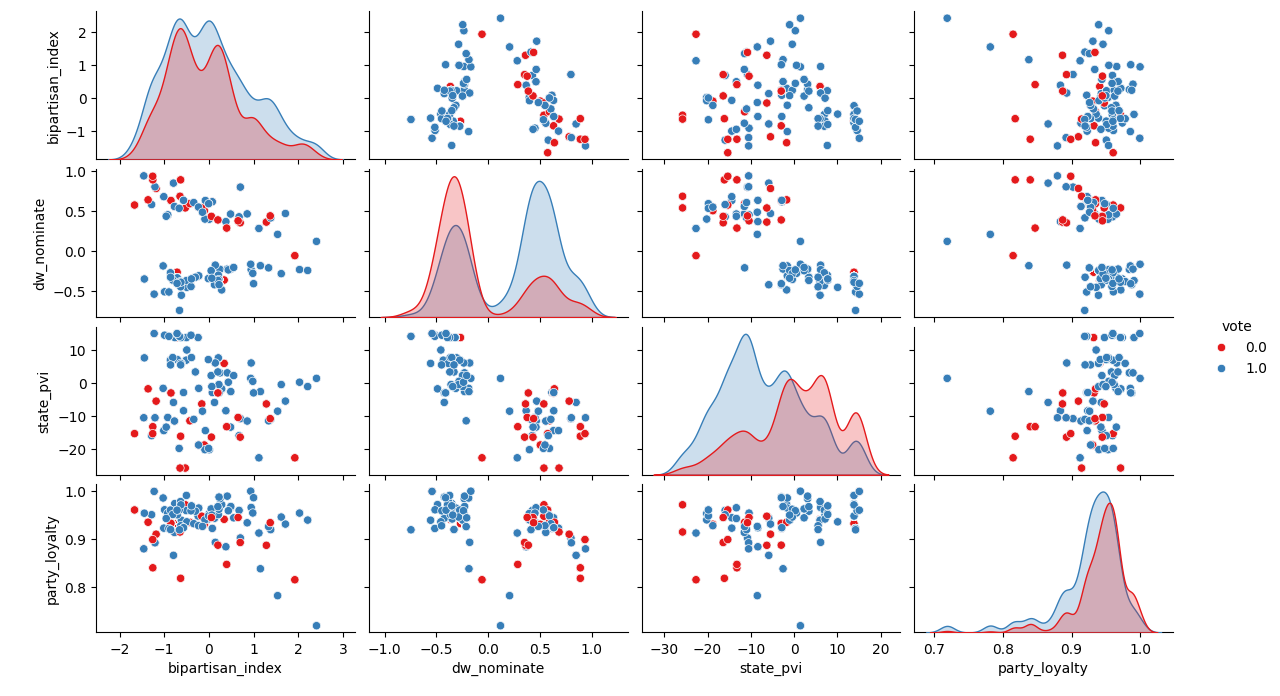 bipartisan_index
2
1
0
−1
dw_nominate
1.0
0.5
0.0
−0.5
state_pvi
10
0
−10
−20
party_loyalty
1.0
0.9
0.8
vote
0.0
1.0
−2 −1 0 1 2 3
bipartisan_index
−1.0 −0.5 0.0 0.5 1.0
dw_nominate
−30 −20 −10 0 10 20
state_pvi
0.7 0.8 0.9 1.0
party_loyalty